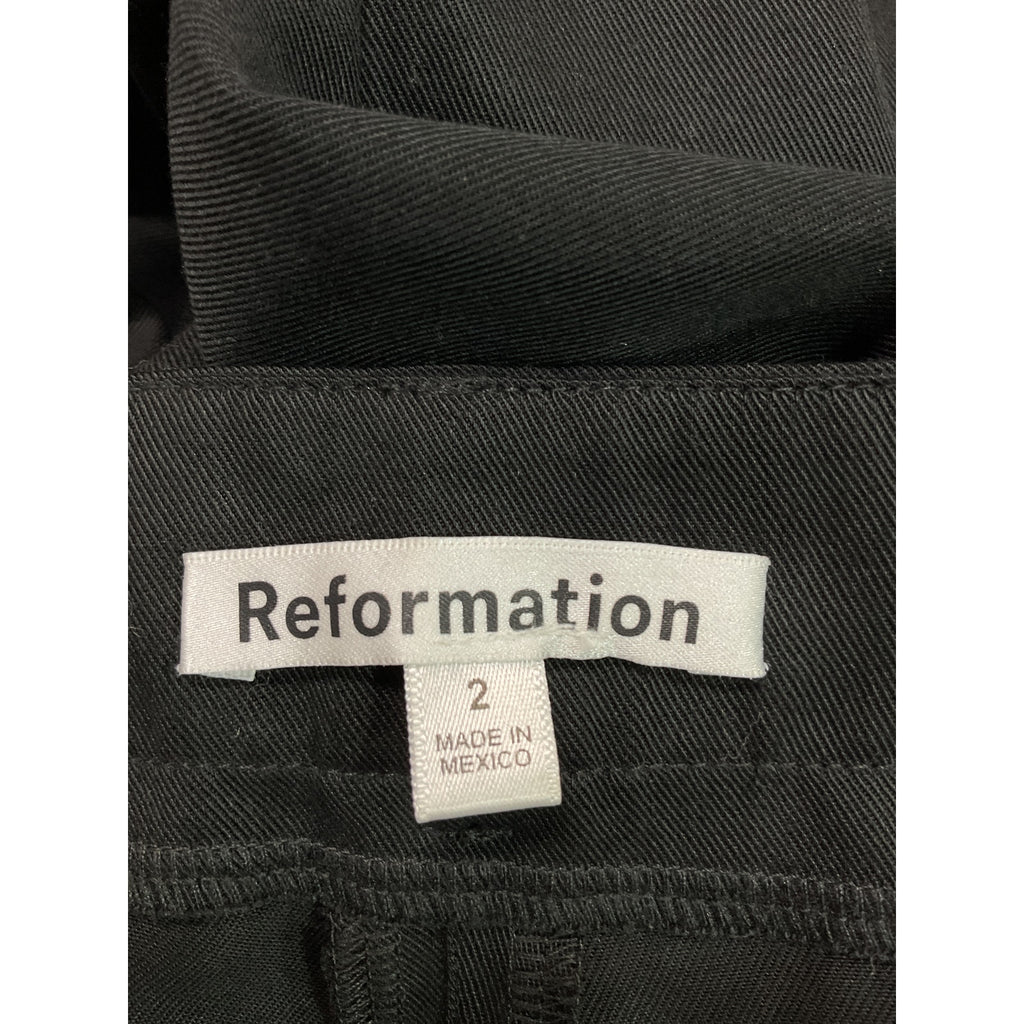 Reformation
2
MADE IN
MEXICO